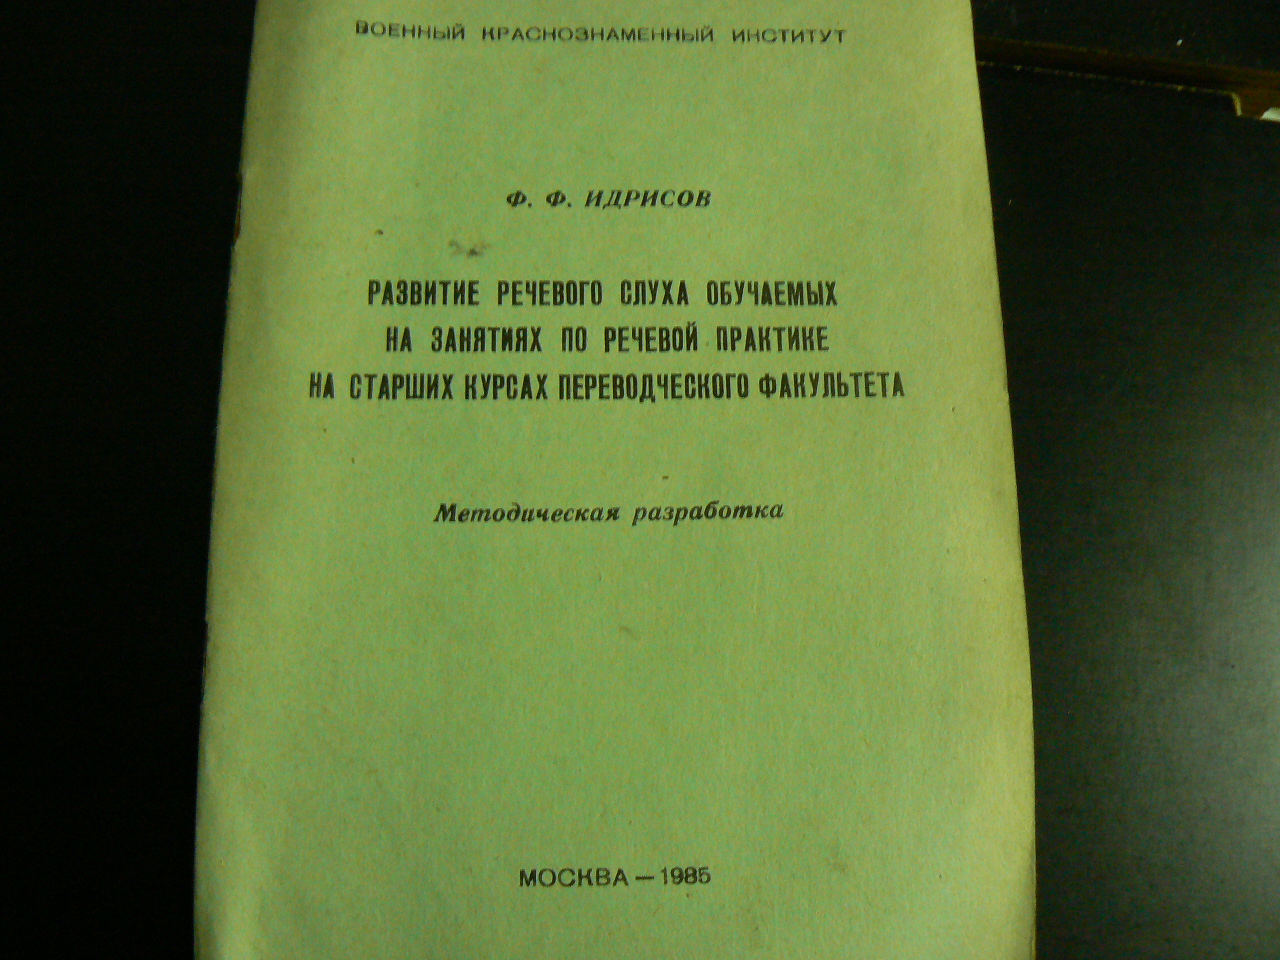 ВОЕННЫЙ КРАСНОЗНАМЕННЫЙ ИНСТИТУТ
Ф. Ф. ИДРИСОВ
РАЗВИТИЕ РЕЧЕВОГО СЛУХА ОБУЧАЕМЫХ
НА ЗАНЯТИЯХ ПО РЕЧЕВОЙ ПРАКТИКЕ
НА СТАРШИХ КУРСАХ ПЕРЕВОДЧЕСКОГО ФАКУЛЬТЕТА
Методическая разработка
МОСКВА — 1985